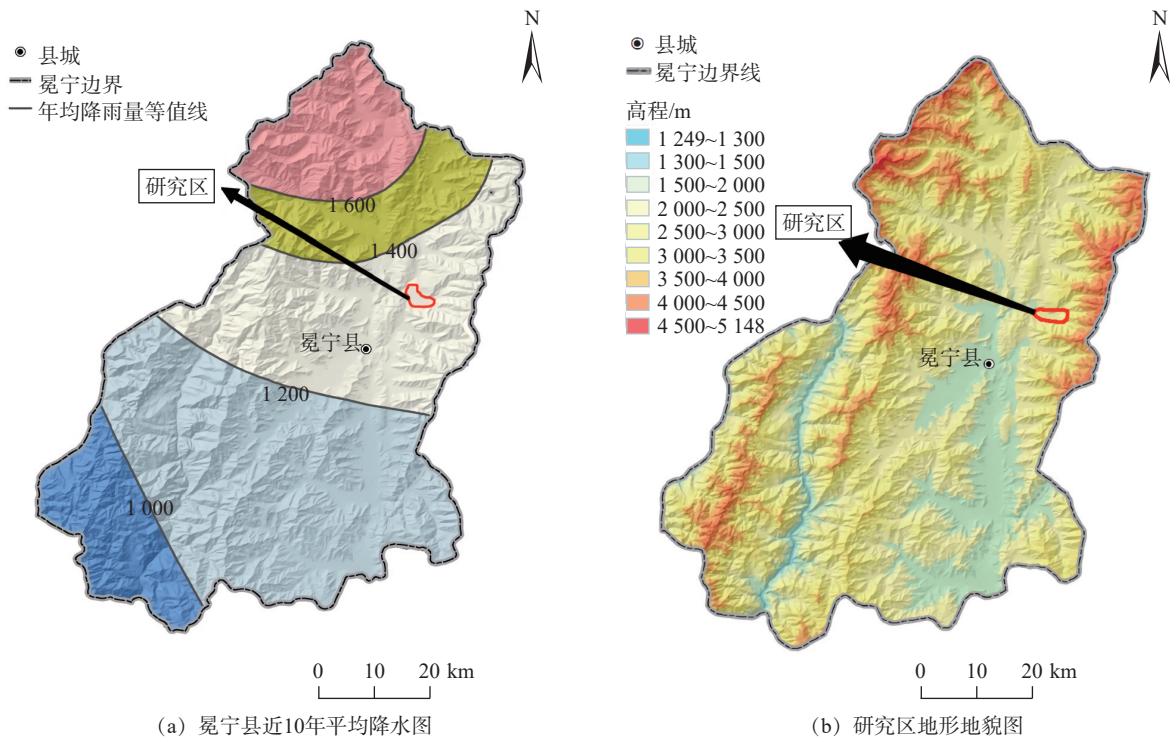 N
县城
冕宁边界
年均降雨量等值线
研究区
1 600
1 400
冕宁县
1 200
1 000
0 10 20 km
(a) 冕宁县近10年平均降水图
N
县城
冕宁边界线
高程/m
1 249~1 300
1 300~1 500
1 500~2 000
2 000~2 500
2 500~3 000
3 000~3 500
3 500~4 000
4 000~4 500
4 500~5 148
研究区
冕宁县
0 10 20 km
(b) 研究区地形地貌图